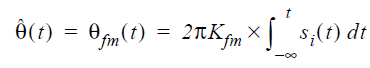 θ̂(t) = θ_fm(t) = 2πK_fm × ∫_{-∞}^{t} s_i(t) dt